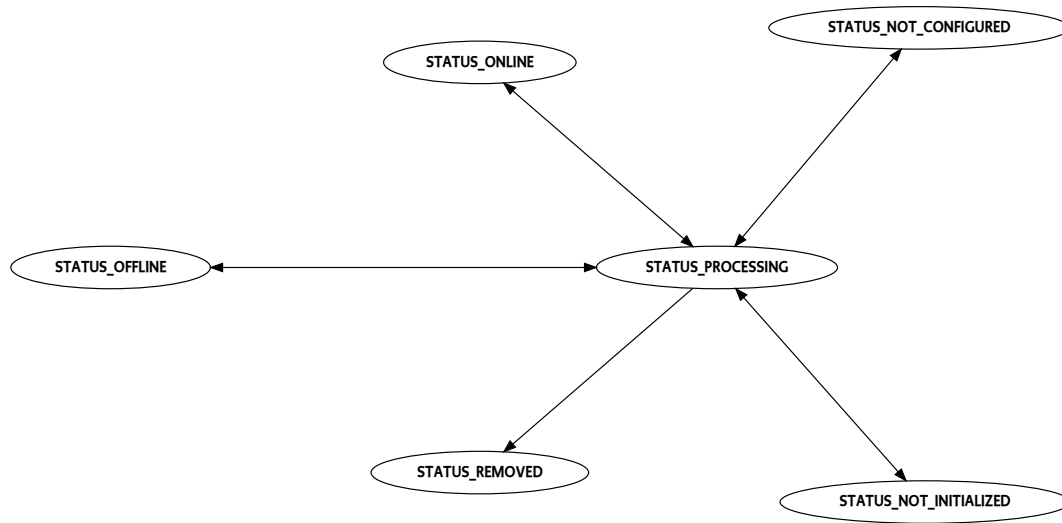 STATUS_NOT_CONFIGURED
STATUS_ONLINE
STATUS_OFFLINE
STATUS_PROCESSING
STATUS_REMOVED
STATUS_NOT_INITIALIZED